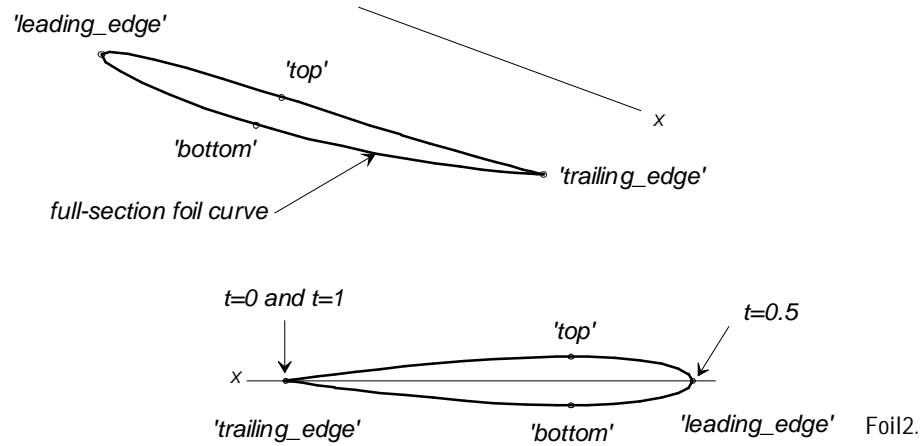 'leading_edge'
'top'
x
'bottom'
'trailing_edge'
full-section foil curve
t=0 and t=1
t=0.5
'top'
x
'trailing_edge'
'bottom'
'leading_edge'
Foil2.